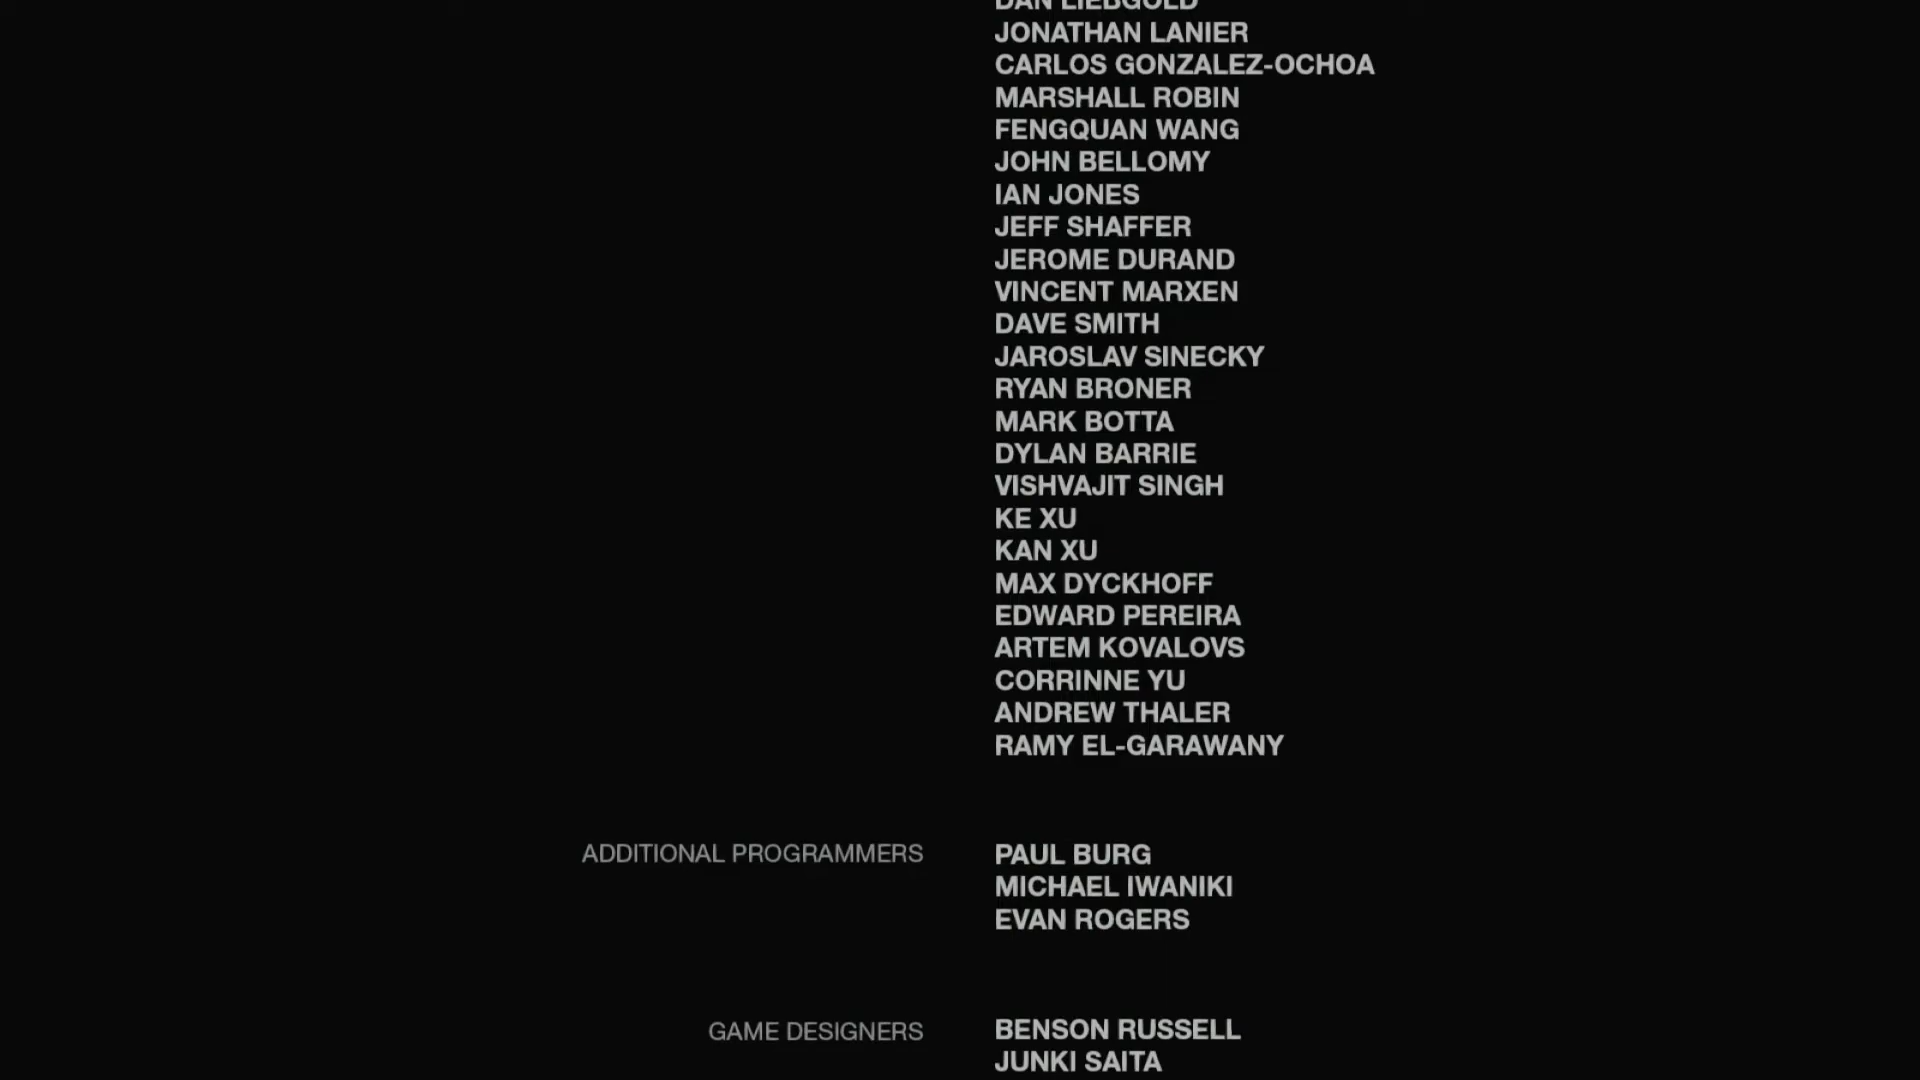 DAN LIEBGOLD
JONATHAN LANIER
CARLOS GONZALEZ-OCHOA
MARSHALL ROBIN
FENGQUAN WANG
JOHN BELLOMY
IAN JONES
JEFF SHAFFER
JEROME DURAND
VINCENT MARXEN
DAVE SMITH
JAROSLAV SINECKY
RYAN BRONER
MARK BOTTA
DYLAN BARRIE
VISHVAJIT SINGH
KE XU
KAN XU
MAX DYCKHOFF
EDWARD PEREIRA
ARTEM KOVALOVS
CORRINNE YU
ANDREW THALER
RAMY EL-GARAWANY
ADDITIONAL PROGRAMMERS PAUL BURG
MICHAEL IWANIKI
EVAN ROGERS
GAME DESIGNERS BENSON RUSSELL
JUNKI SAITA